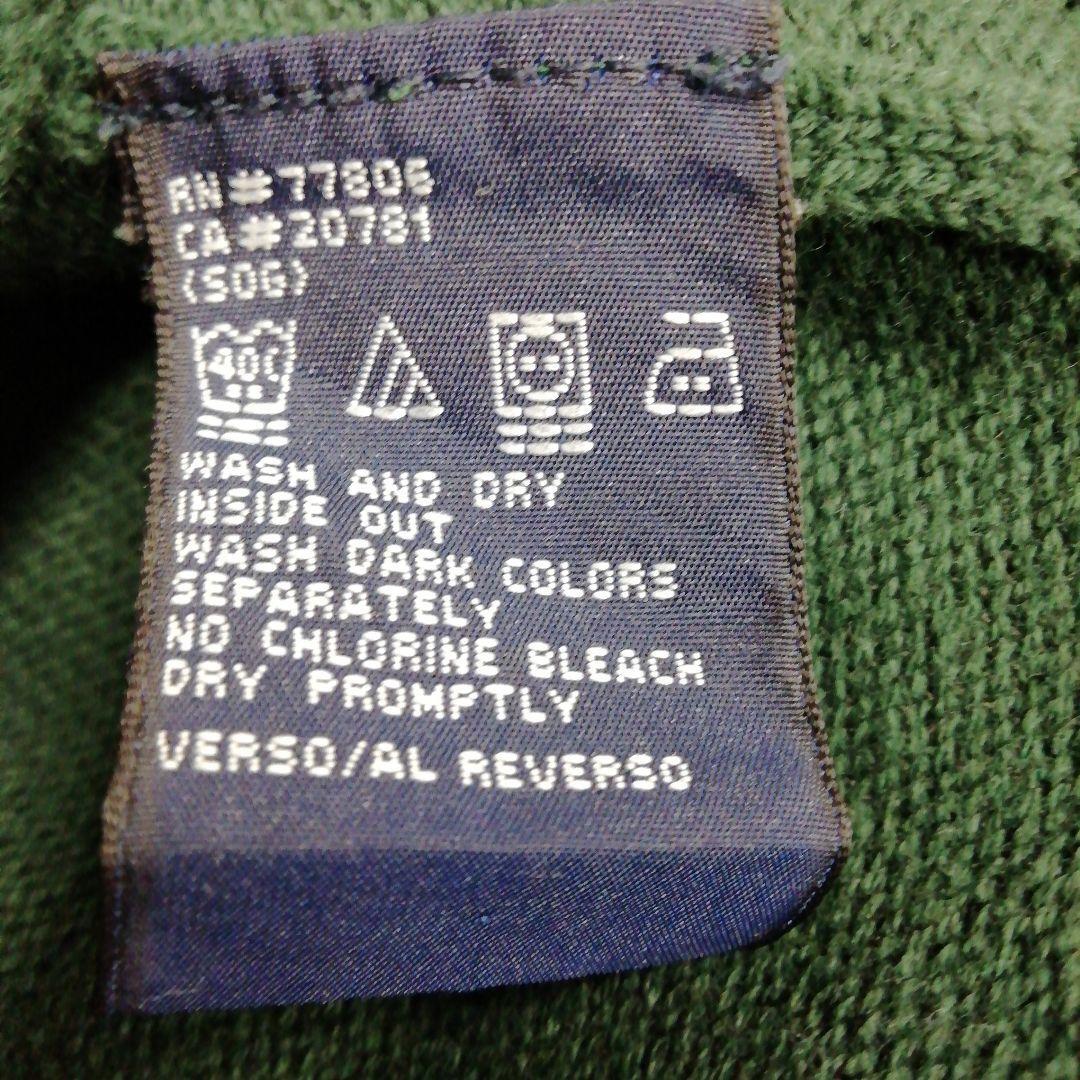 RN#77806
CA#20781
(SOG)
40C
WASH AND DRY
INSIDE OUT
WASH DARK COLORS
SEPARATELY
NO CHLORINE BLEACH
DRY PROMPTLY
VERSO/AL REVERSO